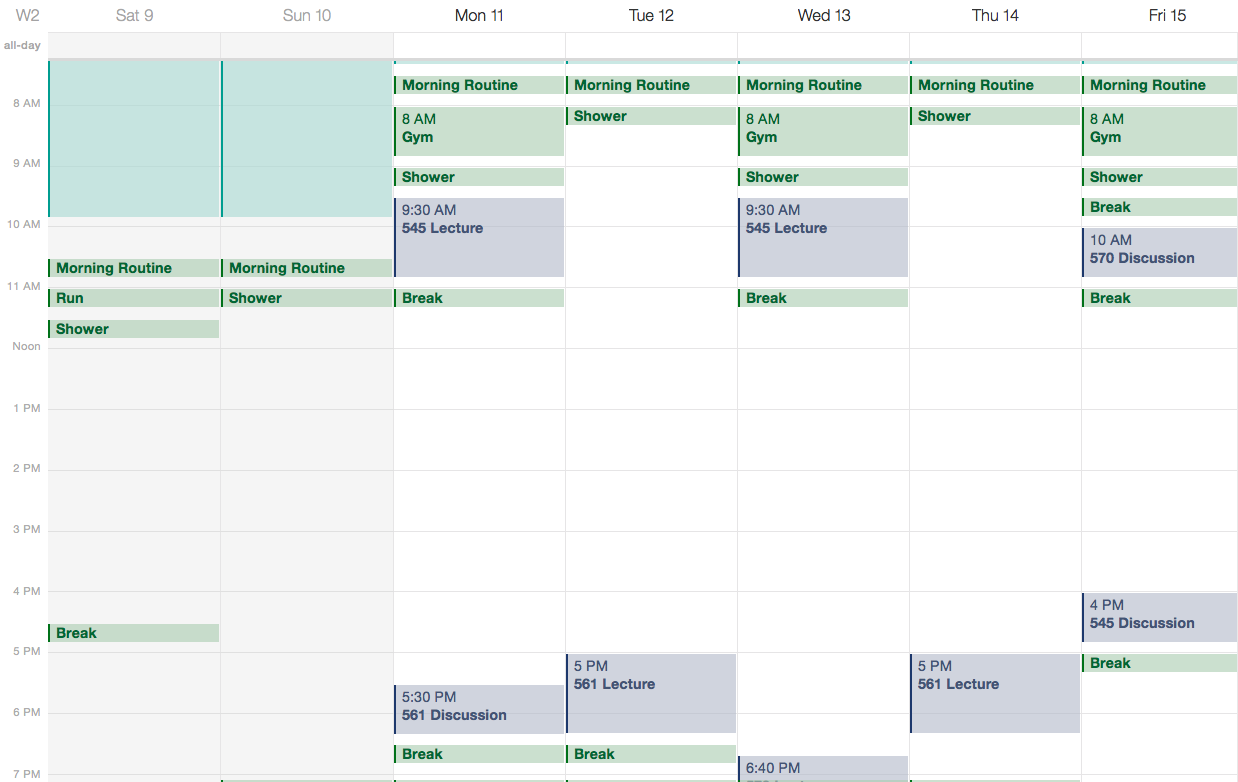 W2 Sat 9 Sun 10 Mon 11 Tue 12 Wed 13 Thu 14 Fri 15
all-day
Morning Routine Morning Routine Morning Routine Morning Routine Morning Routine
8 AM
8 AM Shower 8 AM Shower 8 AM
Gym Gym Gym
9 AM
Shower Shower Shower
9:30 AM 9:30 AM Break
10 AM
545 Lecture 545 Lecture 10 AM
570 Discussion
Morning Routine Morning Routine
11 AM
Run Shower Break Break Break
Shower
Noon
1 PM
2 PM
3 PM
4 PM
4 PM
545 Discussion
Break
5 PM
5 PM 5 PM Break
561 Lecture 561 Lecture
5:30 PM
6 PM
561 Discussion
Break Break
7 PM
6:40 PM